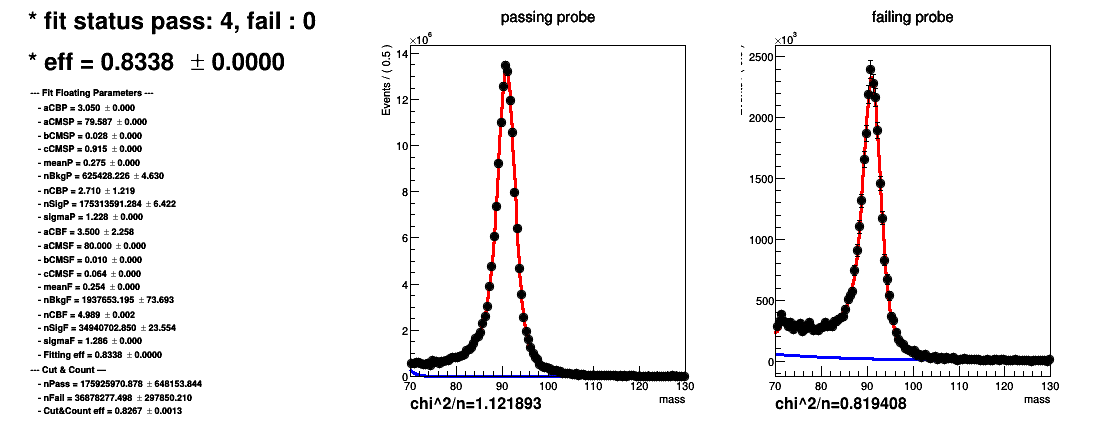 * fit status pass: 4, fail : 0
* eff = 0.8338 ± 0.0000
--- Fit Floating Parameters ---
- aCBP = 3.050 ± 0.000
- aCMSP = 79.587 ± 0.000
- bCMSP = 0.028 ± 0.000
- cCMSP = 0.915 ± 0.000
- meanP = 0.275 ± 0.000
- nBkgP = 625428.226 ± 4.630
- nCBP = 2.710 ± 1.219
- nSigP = 175313591.284 ± 6.422
- sigmaP = 1.228 ± 0.000
- aCBF = 3.500 ± 2.258
- aCMSF = 80.000 ± 0.000
- bCMSF = 0.010 ± 0.000
- cCMSF = 0.064 ± 0.000
- meanF = 0.254 ± 0.000
- nBkgF = 1937653.195 ± 73.693
- nCBF = 4.989 ± 0.002
- nSigF = 34940702.850 ± 23.554
- sigmaF = 1.286 ± 0.000
- Fitting eff = 0.8338 ± 0.0000
--- Cut & Count ---
- nPass = 175925970.878 ± 648153.844
- nFail = 36878277.498 ± 297850.210
- Cut&Count eff = 0.8267 ± 0.0013
passing probe
×10⁶
Events / ( 0.5 )
14
12
10
8
6
4
2
0
70 80 90 100 110 120 130
mass
chi^2/n=1.121893
failing probe
×10³
2500
2000
1500
1000
500
0
70 80 90 100 110 120 130
mass
chi^2/n=0.819408